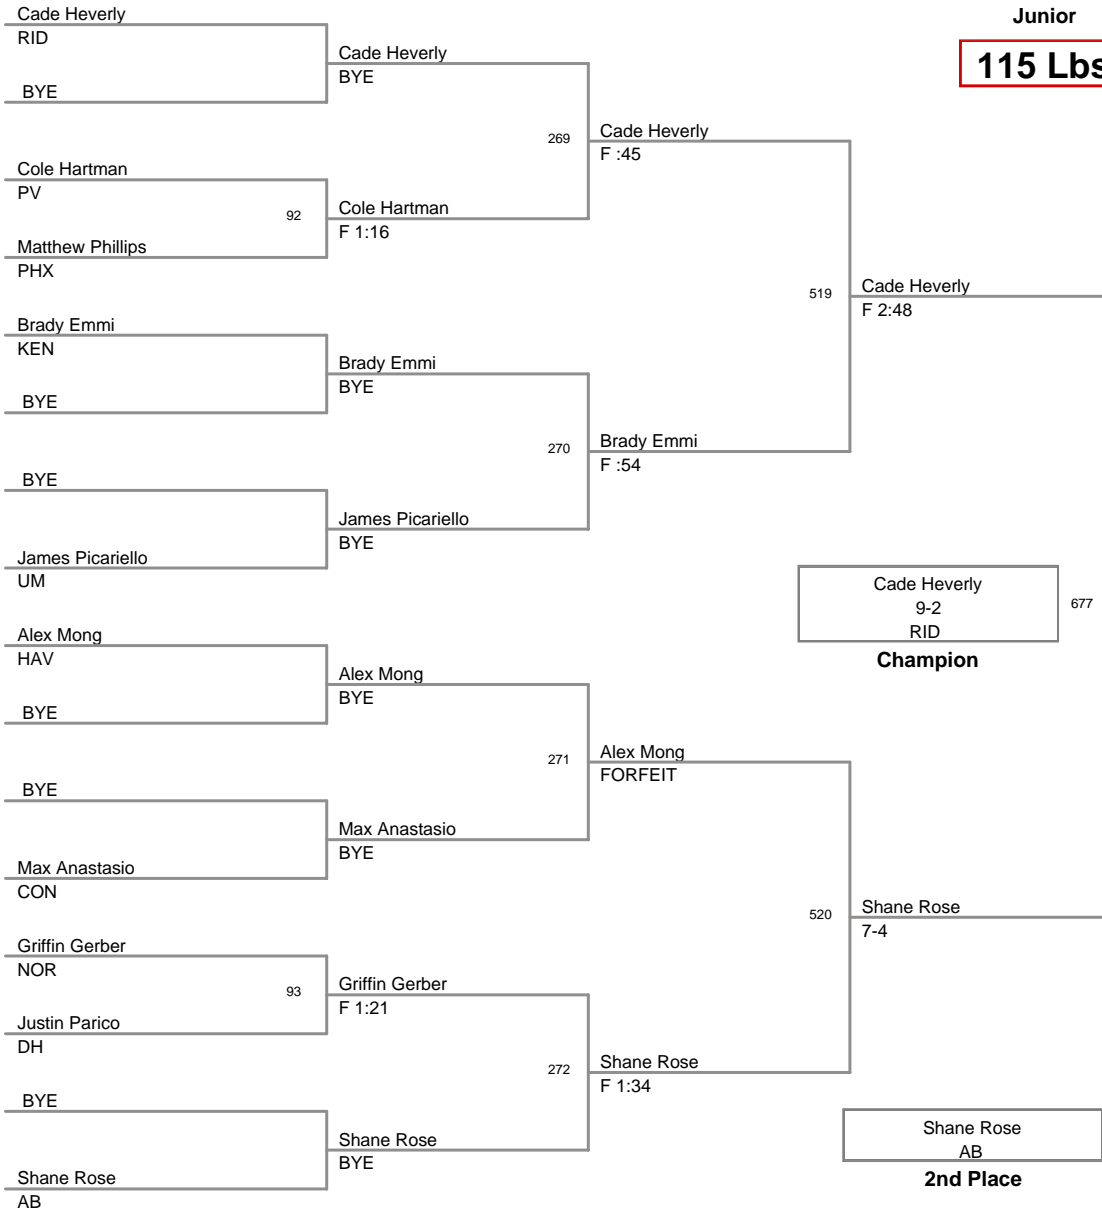 Cade Heverly
RID
BYE
Cole Hartman
PV
Matthew Phillips
PHX
Brady Emmi
KEN
BYE
BYE
James Picariello
UM
Alex Mong
HAV
BYE
BYE
Max Anastasio
CON
Griffin Gerber
NOR
Justin Parico
DH
BYE
Shane Rose
AB
92
93
Cade Heverly
BYE
Cole Hartman
F 1:16
Brady Emmi
BYE
James Picariello
BYE
Alex Mong
BYE
Max Anastasio
BYE
Griffin Gerber
F 1:21
Shane Rose
BYE
269
270
271
272
Cade Heverly
F :45
Brady Emmi
F :54
Alex Mong
FORFEIT
Shane Rose
F 1:34
519
520
Cade Heverly
F 2:48
Shane Rose
7-4
Junior
115 Lbs
Cade Heverly
9-2
RID
677
Champion
Shane Rose
AB
2nd Place